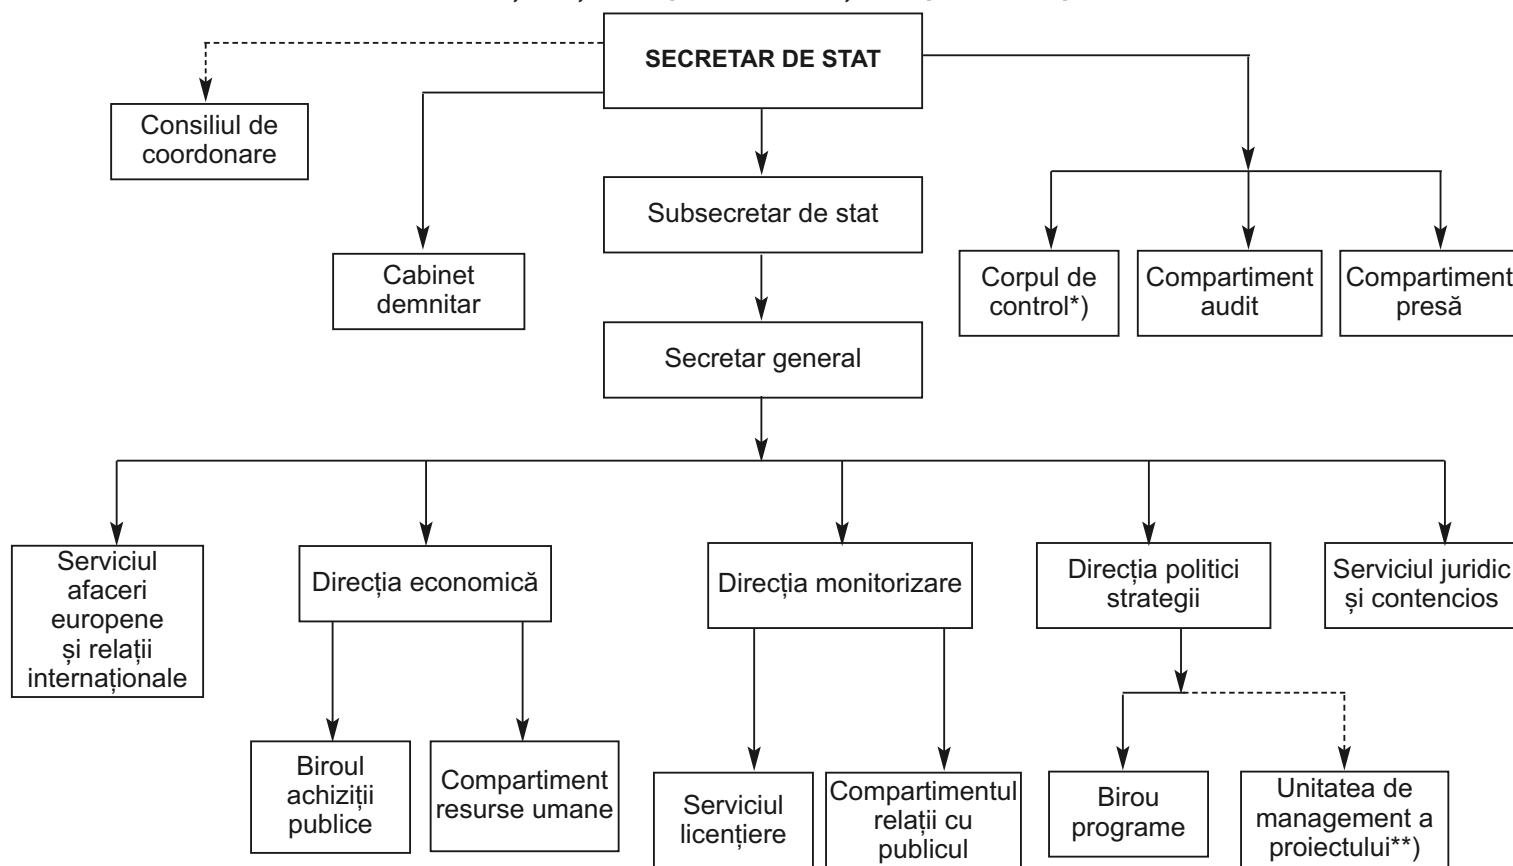 SECRETAR DE STAT
Consiliul de
coordonare
Subsecretar de stat
Cabinet
demnitar
Corpul de
control*)
Compartiment
audit
Compartiment
presă
Secretar general
Serviciul
afaceri
europene
și relații
internaționale
Direcția economică
Direcția monitorizare
Direcția politici
strategii
Serviciul juridic
și contencios
Biroul
achiziții
publice
Compartiment
resurse umane
Serviciul
licențiere
Compartimentul
relații cu
publicul
Birou
programe
Unitatea de
management a
proiectului**)